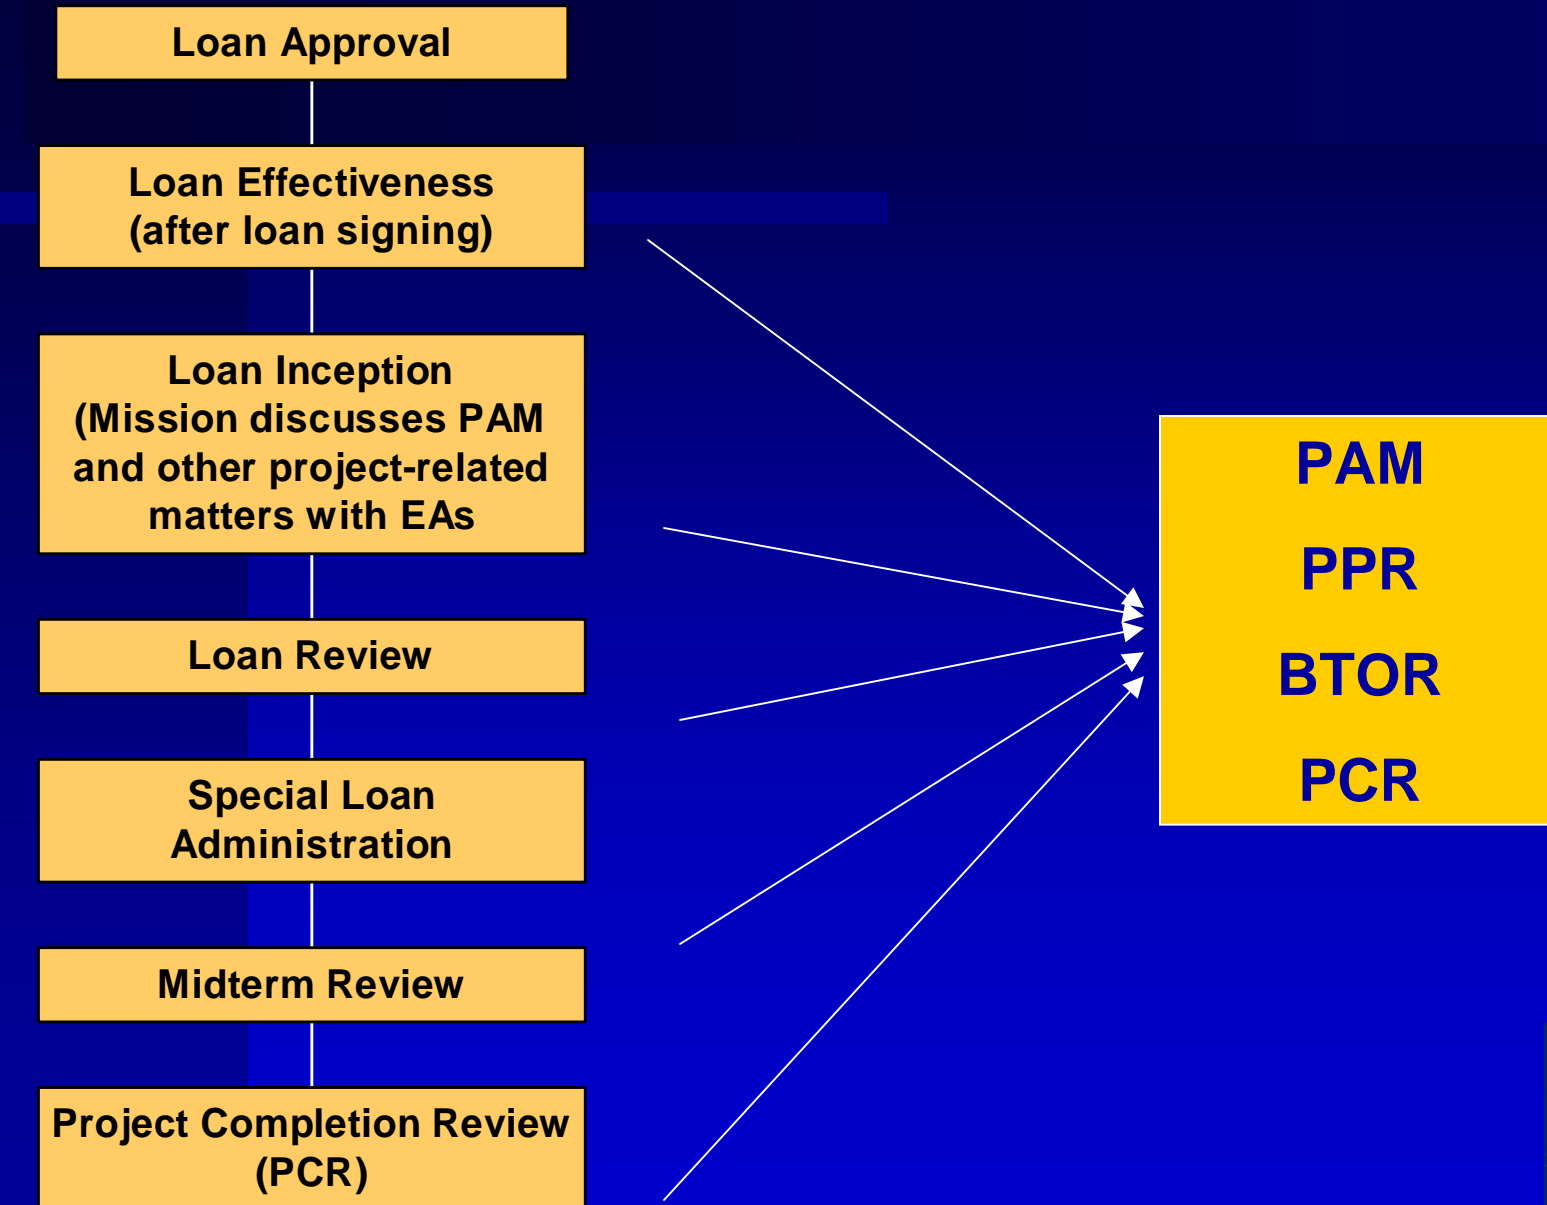 Loan Approval
Loan Effectiveness
(after loan signing)
Loan Inception
(Mission discusses PAM
and other project-related
matters with EAs
Loan Review
Special Loan
Administration
Midterm Review
Project Completion Review
(PCR)
PAM
PPR
BTOR
PCR